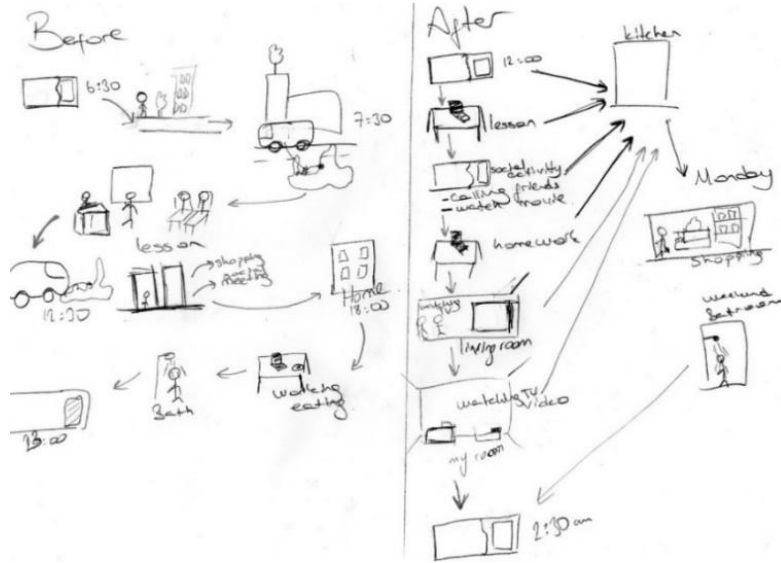 Before
6:30
7:30
lesson
12:30
shopping
social
meeting
Home
18:00
working
eating
Bath
23:00
After
12:00
lesson
social
activity
- calling friends
- watch movie
homework
living room
watching TV
video
my room
2:30 am
kitchen
Monday
shopping
weekend
bathroom